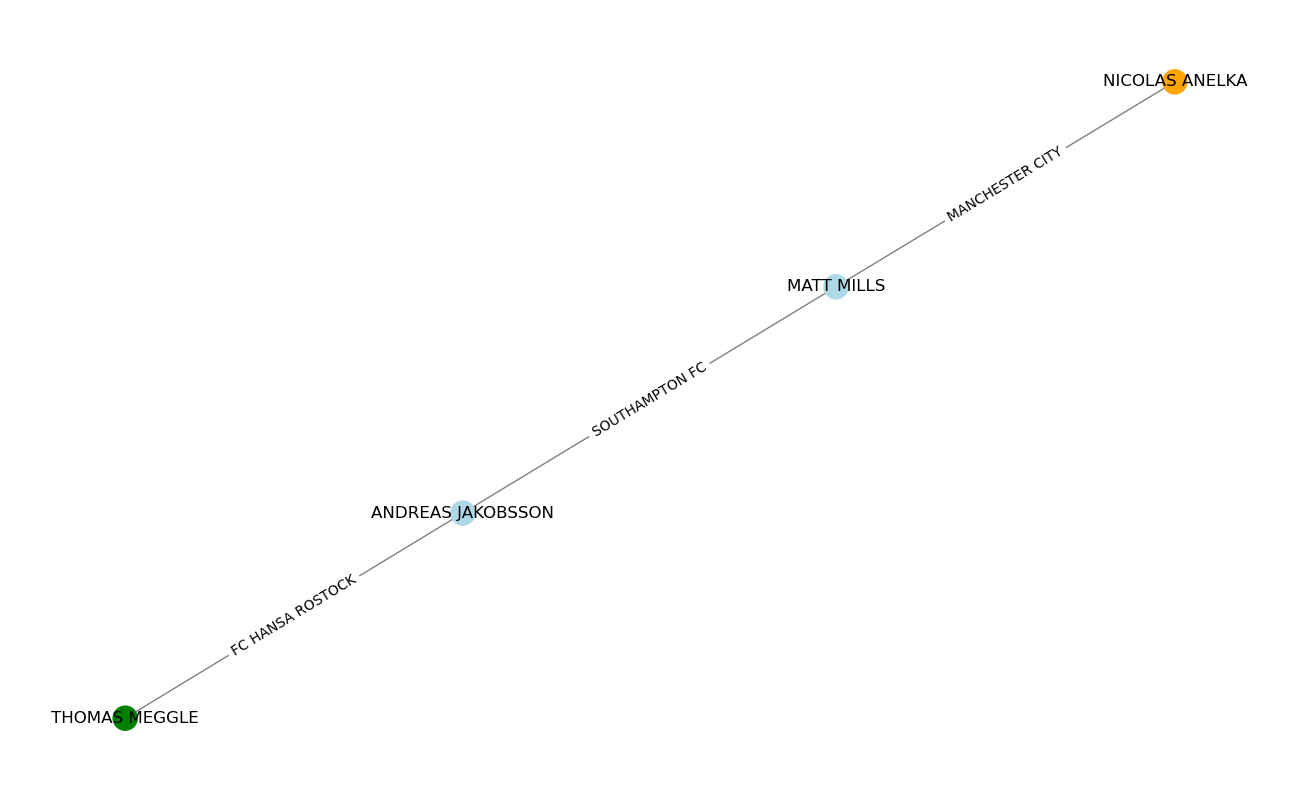 NICOLAS ANELKA
MANCHESTER CITY
MATT MILLS
SOUTHAMPTON FC
ANDREAS JAKOBSSON
FC HANSA ROSTOCK
THOMAS MEGGLE